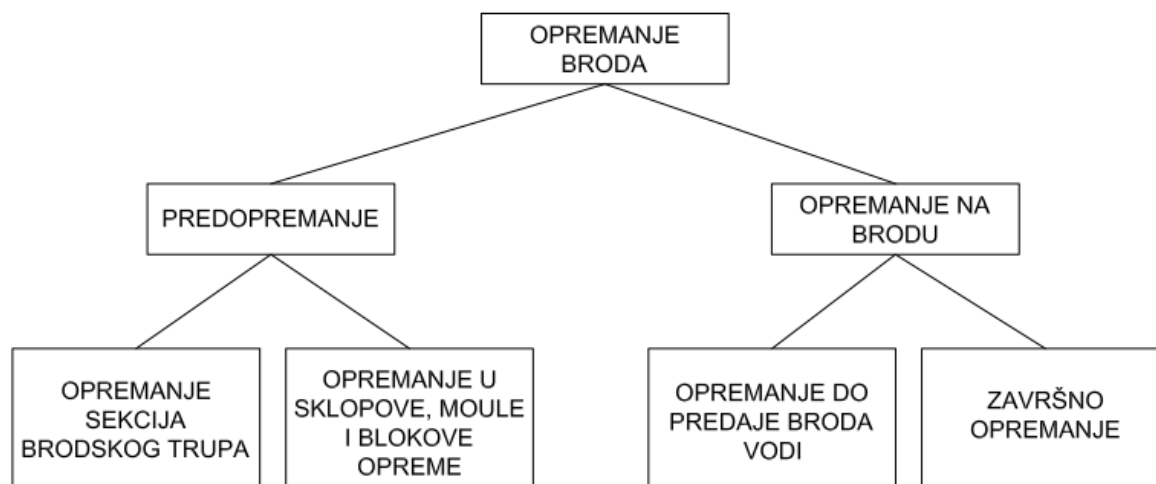 OPREMANJE
BRODA
PREDOPREMANJE
OPREMANJE NA
BRODU
OPREMANJE
SEKCIJA
BRODSKOG TRUPA
OPREMANJE U
SKLOPOVE, MOULE
I BLOKOVE
OPREME
OPREMANJE DO
PREDAJE BRODA
VODI
ZAVRŠNO
OPREMANJE